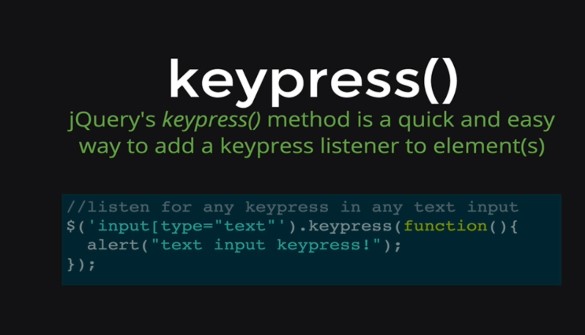 keypress()
jQuery's keypress() method is a quick and easy
way to add a keypress listener to element(s)
//listen for any keypress in any text input
$('input[type="text"').keypress(function(){
  alert("text input keypress!");
});